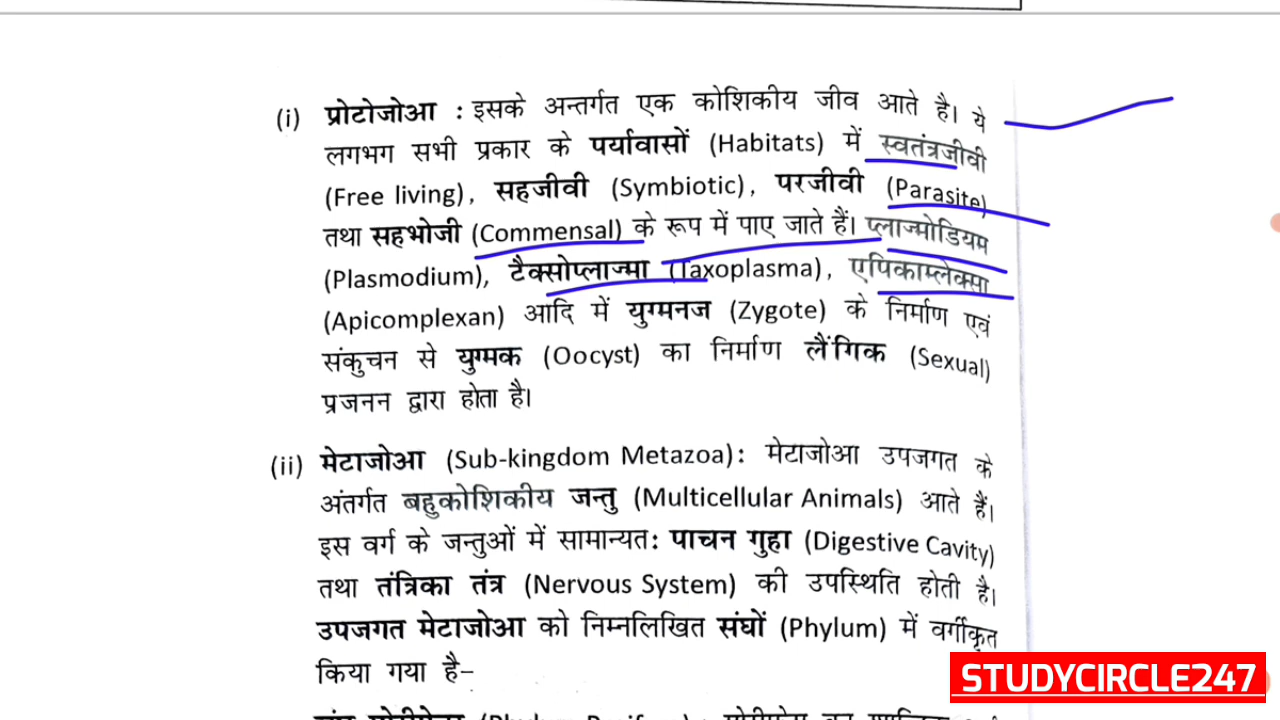 (i) प्रोटोजोआ : इसके अन्तर्गत एक कोशिकीय जीव आते है। ये
लगभग सभी प्रकार के पर्यावासों (Habitats) में स्वतंत्रजीवी
(Free living), सहजीवी (Symbiotic), परजीवी (Parasite)
तथा सहभोजी (Commensal) के रूप में पाए जाते हैं। प्लाज्मोडियम
(Plasmodium), टैक्सोप्लाज्मा (Taxoplasma), एपिकाम्लेक्सा
(Apicomplexan) आदि में युग्मनज (Zygote) के निर्माण एवं
संकुचन से युग्मक (Oocyst) का निर्माण लैंगिक (Sexual)
प्रजनन द्वारा होता है।
(ii) मेटाजोआ (Sub-kingdom Metazoa): मेटाजोआ उपजगत के
अंतर्गत बहुकोशिकीय जन्तु (Multicellular Animals) आते हैं।
इस वर्ग के जन्तुओं में सामान्यत: पाचन गुहा (Digestive Cavity)
तथा तंत्रिका तंत्र (Nervous System) की उपस्थिति होती है।
उपजगत मेटाजोआ को निम्नलिखित संघों (Phylum) में वर्गीकृत
किया गया है–
STUDYCIRCLE247